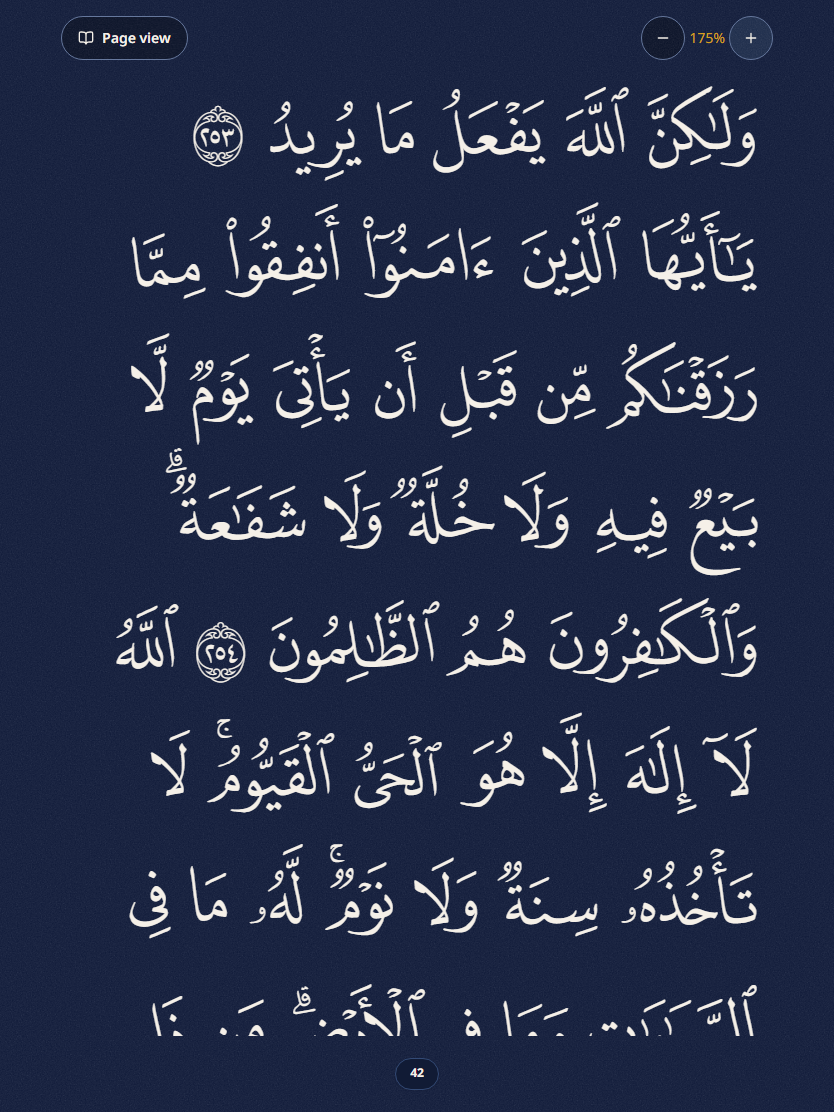 Page view
175%
وَلَـٰكِنَّ ٱللَّهَ يَفْعَلُ مَا يُرِيدُ ٢٥٣
يَـٰٓأَيُّهَا ٱلَّذِينَ ءَامَنُوٓا۟ أَنفِقُوا۟ مِمَّا
رَزَقْنَـٰكُم مِّن قَبْلِ أَن يَأْتِىَ يَوْمٌ لَّا
بَيْعٌ فِيهِ وَلَا خُلَّةٌ وَلَا شَفَـٰعَةٌ ۗ
وَٱلْكَـٰفِرُونَ هُمُ ٱلظَّـٰلِمُونَ ٢٥٤ ٱللَّهُ
لَآ إِلَـٰهَ إِلَّا هُوَ ٱلْحَىُّ ٱلْقَيُّومُ ۚ لَا
تَأْخُذُهُۥ سِنَةٌ وَلَا نَوْمٌ ۚ لَّهُۥ مَا فِى
42